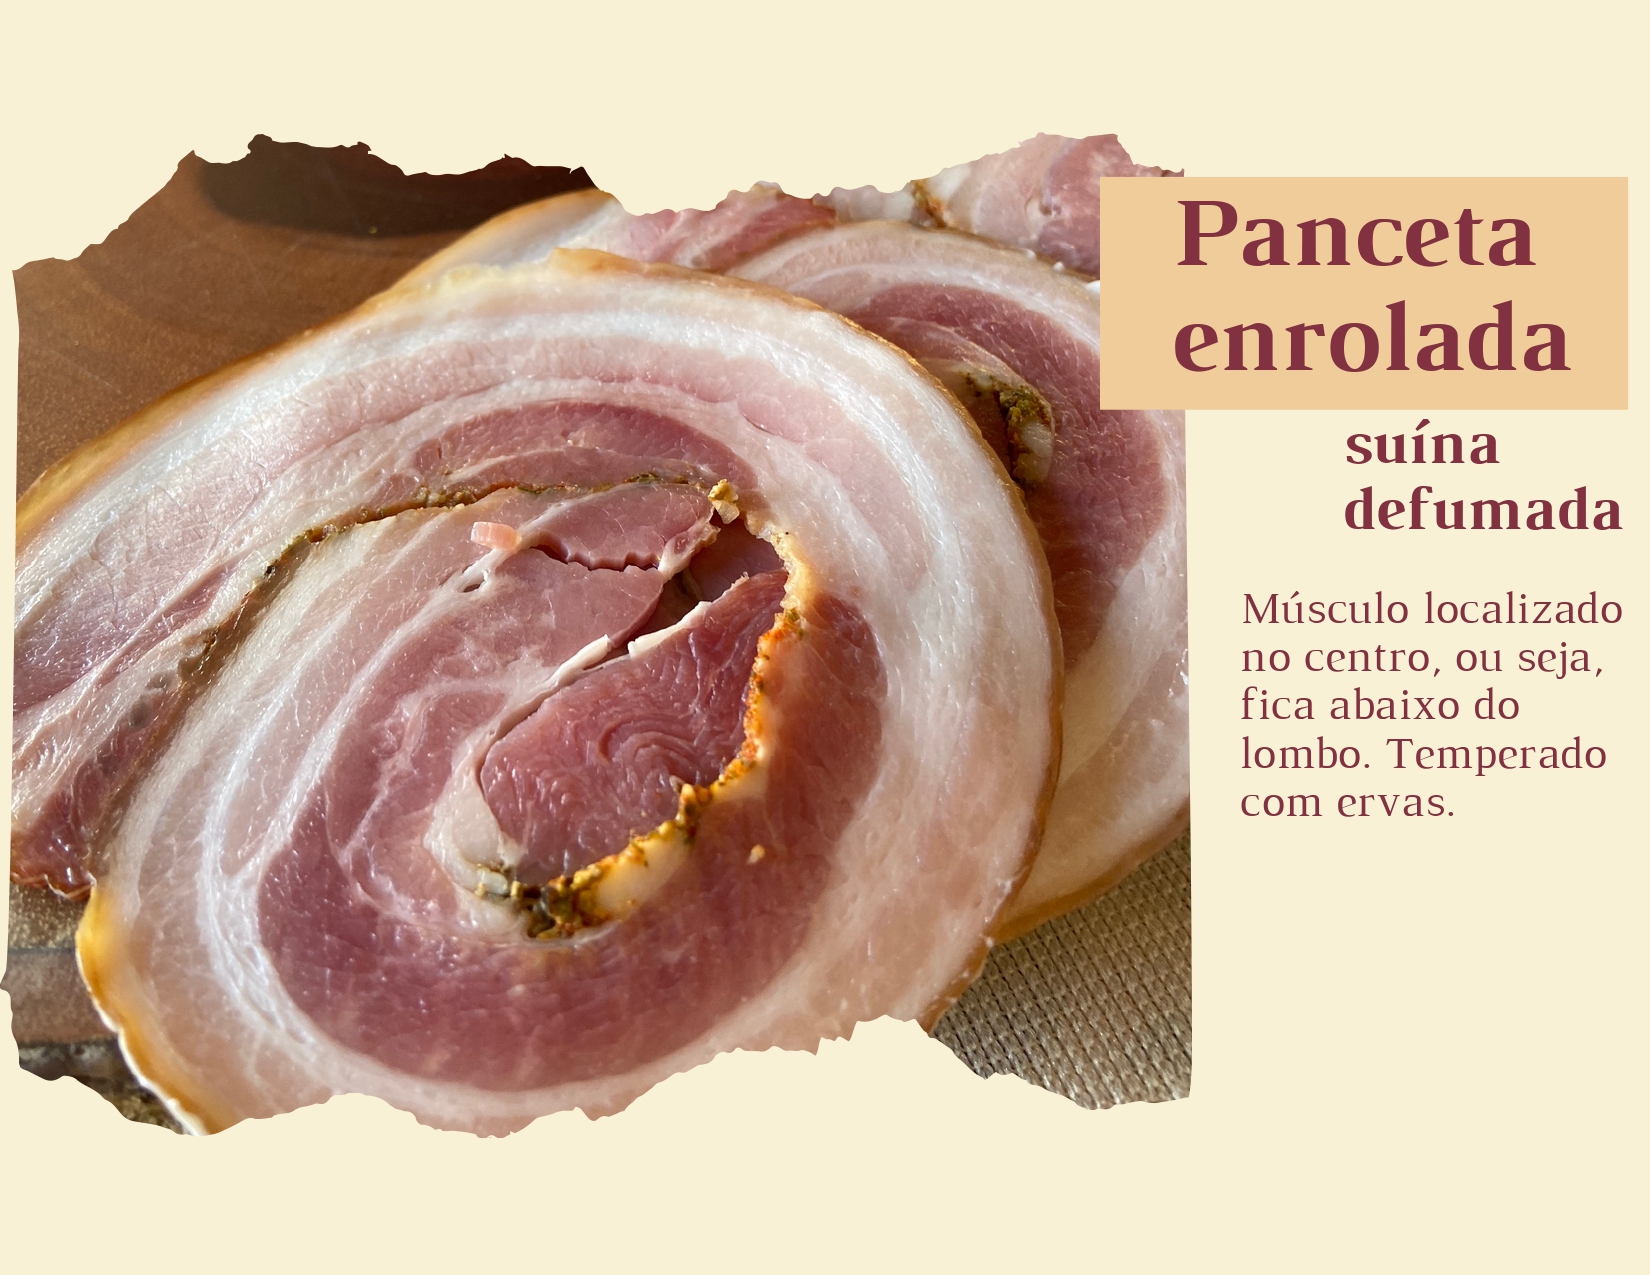 Panceta
enrolada
suína
defumada
Músculo localizado
no centro, ou seja,
fica abaixo do
lombo. Temperado
com ervas.